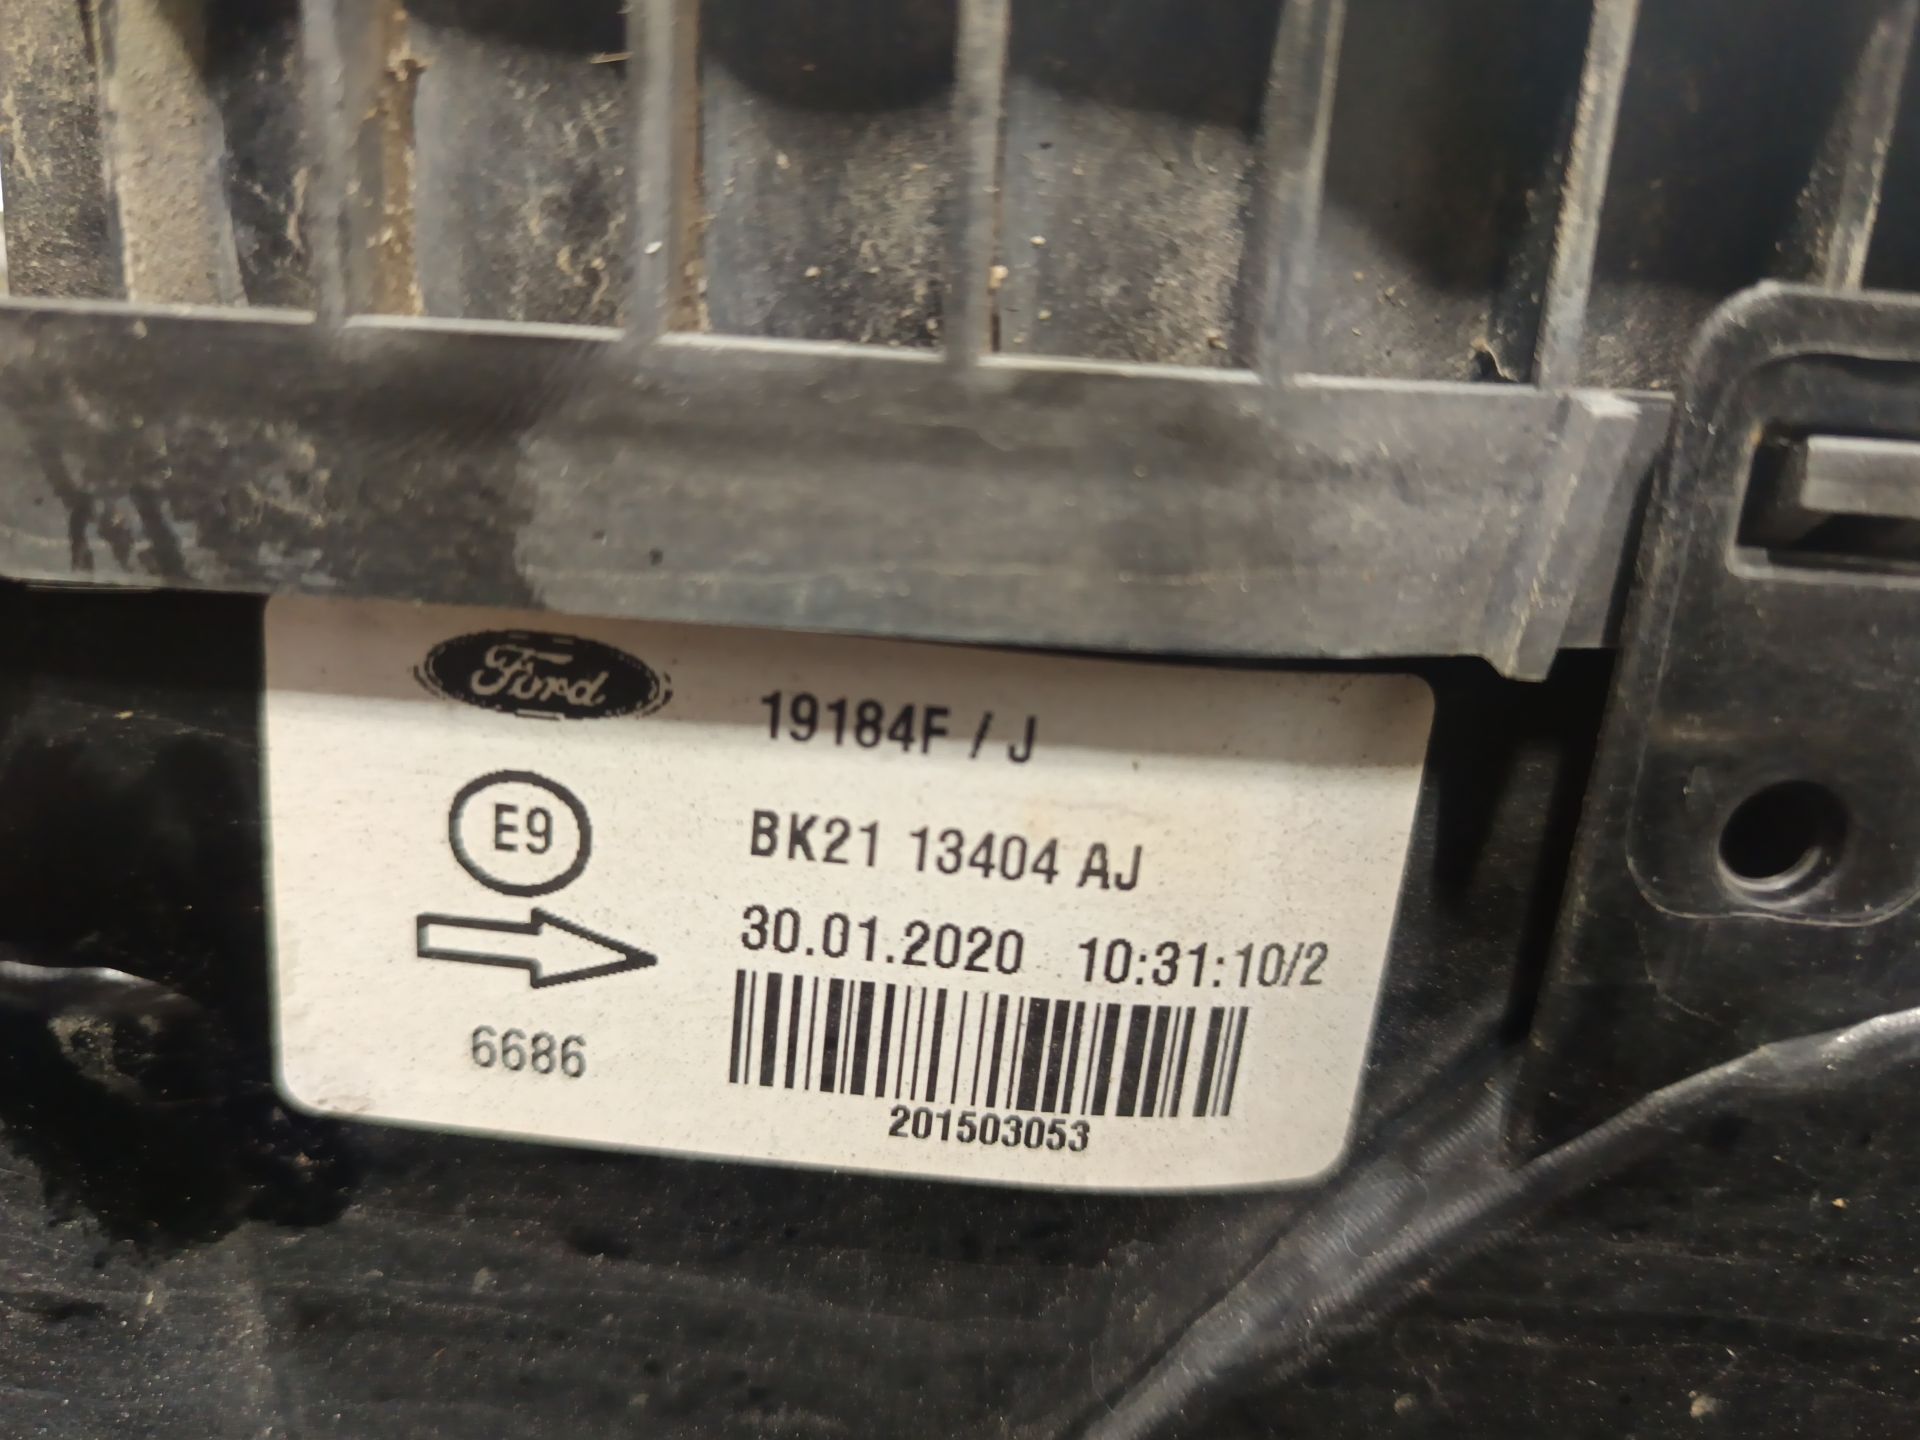 Ford
19184F / J
E9
BK21 13404 AJ
30.01.2020 10:31:10/2
6686
201503053